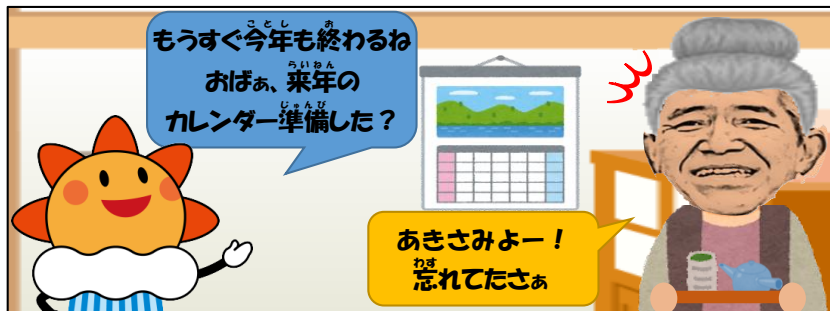 もうすぐ今年も終わるね
おばぁ、来年の
カレンダー準備した？
あきさみよー！
忘れてたさぁ